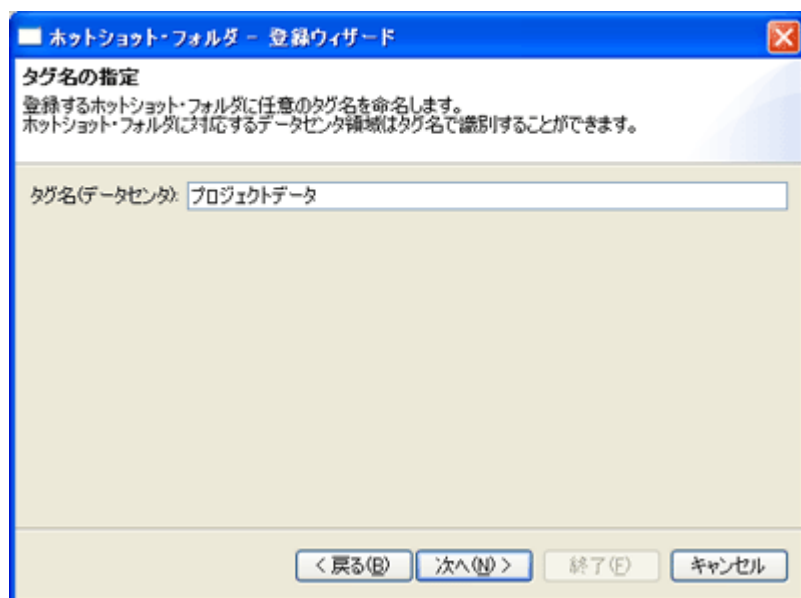 ホットショット・フォルダ - 登録ウィザード
タグ名の指定
登録するホットショット・フォルダに任意のタグ名を命名します。
ホットショット・フォルダに対応するデータセンタ領域はタグ名で識別することができます。
タグ名(データセンタ): プロジェクトデータ
< 戻る(B) 次へ(N) > 終了(F) キャンセル